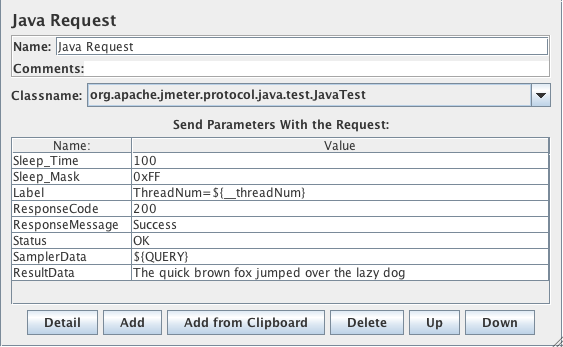 Java Request
Name: Java Request
Comments:
Classname: org.apache.jmeter.protocol.java.test.JavaTest
Send Parameters With the Request:
Name: Value
Sleep_Time 100
Sleep_Mask 0xFF
Label ThreadNum=${__threadNum}
ResponseCode 200
ResponseMessage Success
Status OK
SamplerData ${QUERY}
ResultData The quick brown fox jumped over the lazy dog
Detail Add Add from Clipboard Delete Up Down